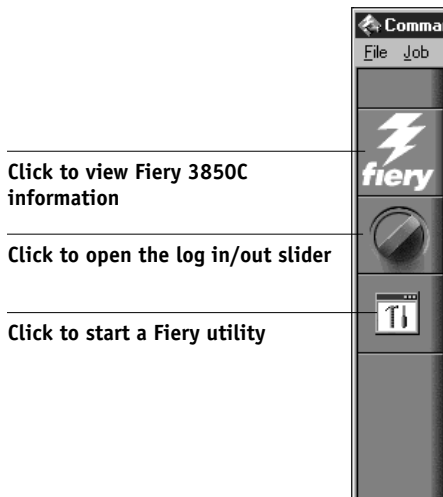 Comma
File Job
fiery
Click to view Fiery 3850C
information
Click to open the log in/out slider
Click to start a Fiery utility